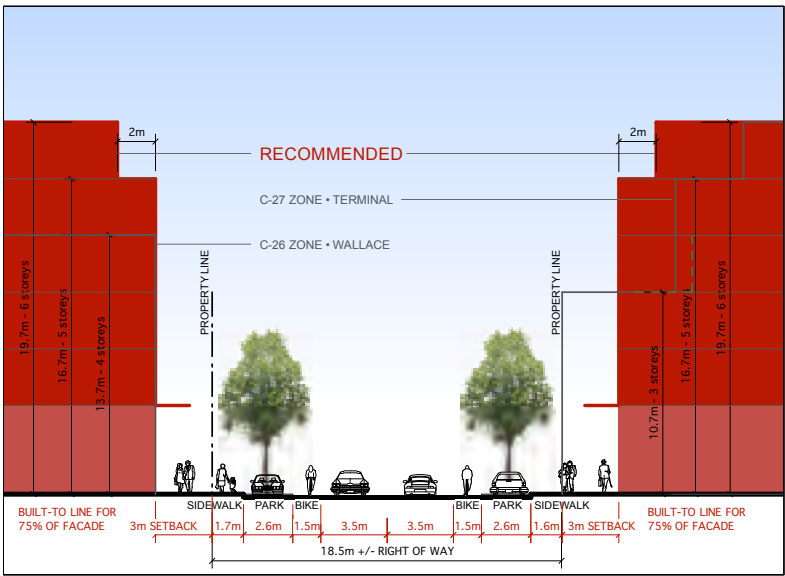 2m
2m
RECOMMENDED
C-27 ZONE • TERMINAL
C-26 ZONE • WALLACE
PROPERTY LINE
PROPERTY LINE
19.7m - 6 storeys
16.7m - 5 storeys
13.7m - 4 storeys
10.7m - 3 storeys
16.7m - 5 storeys
19.7m - 6 storeys
SIDEWALK PARK BIKE
BIKE PARK SIDEWALK
BUILT-TO LINE FOR
75% OF FACADE
3m SETBACK 1.7m 2.6m 1.5m 3.5m 3.5m 1.5m 2.6m 1.6m 3m SETBACK
BUILT-TO LINE FOR
75% OF FACADE
18.5m +/- RIGHT OF WAY